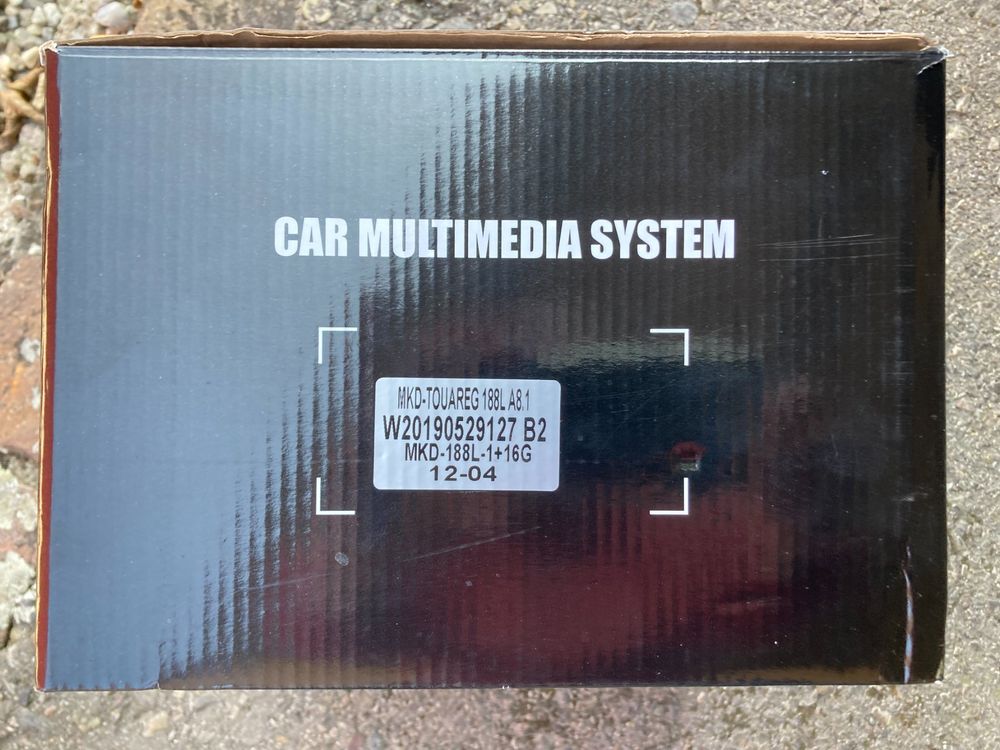 CAR MULTIMEDIA SYSTEM
MKD-TOUAREG 188L A8.1
W20190529127 B2
MKD-188L-1+16G
12-04